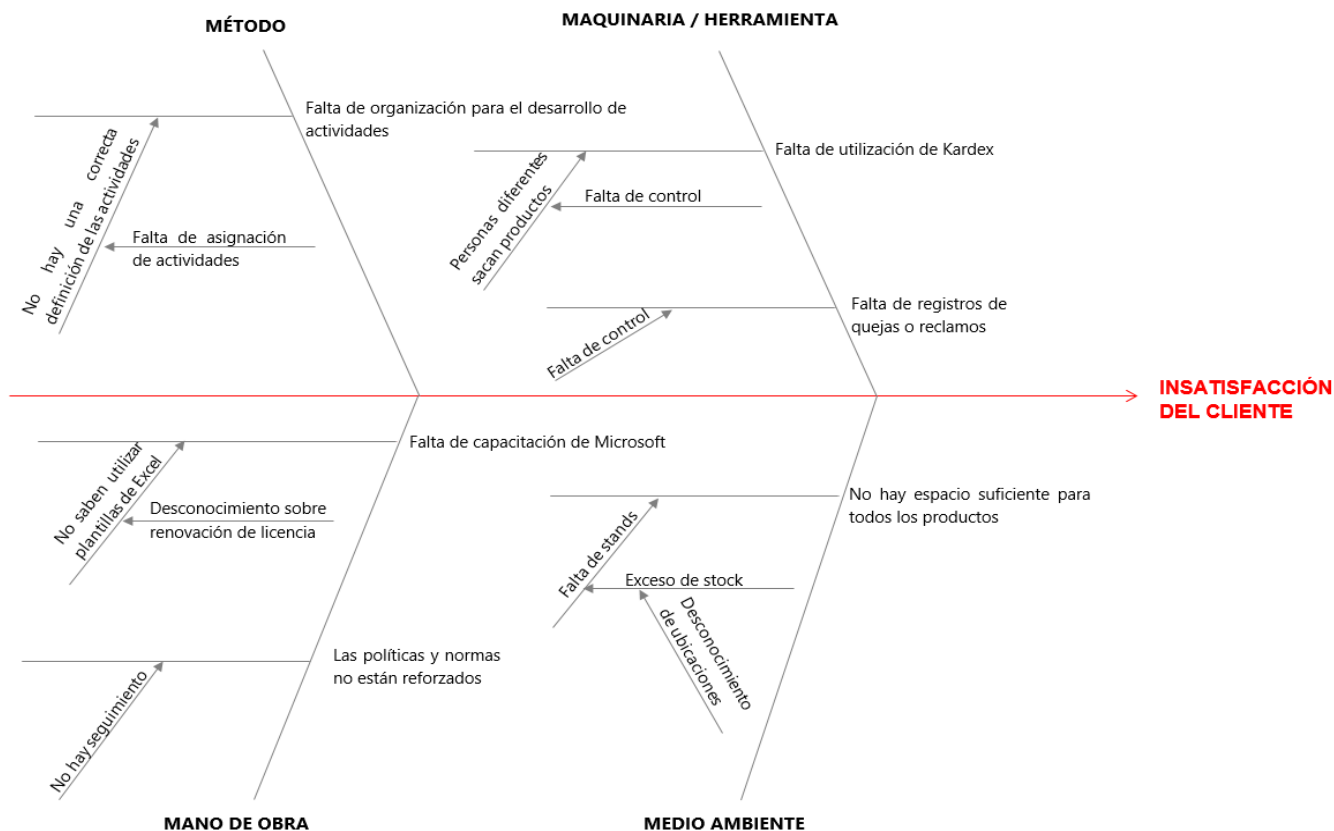 MÉTODO
MAQUINARIA / HERRAMIENTA
Falta de organización para el desarrollo de
actividades
No hay una correcta
definición de las actividades
Falta de asignación
de actividades
Falta de utilización de Kardex
Personas diferentes
sacan productos
Falta de control
Falta de registros de
quejas o reclamos
Falta de control
INSATISFACCIÓN
DEL CLIENTE
Falta de capacitación de Microsoft
No saben utilizar
plantillas de Excel
Desconocimiento sobre
renovación de licencia
Las políticas y normas
no están reforzados
No hay seguimiento
No hay espacio suficiente para
todos los productos
Falta de stands
Exceso de stock
Desconocimiento
de ubicaciones
MANO DE OBRA
MEDIO AMBIENTE